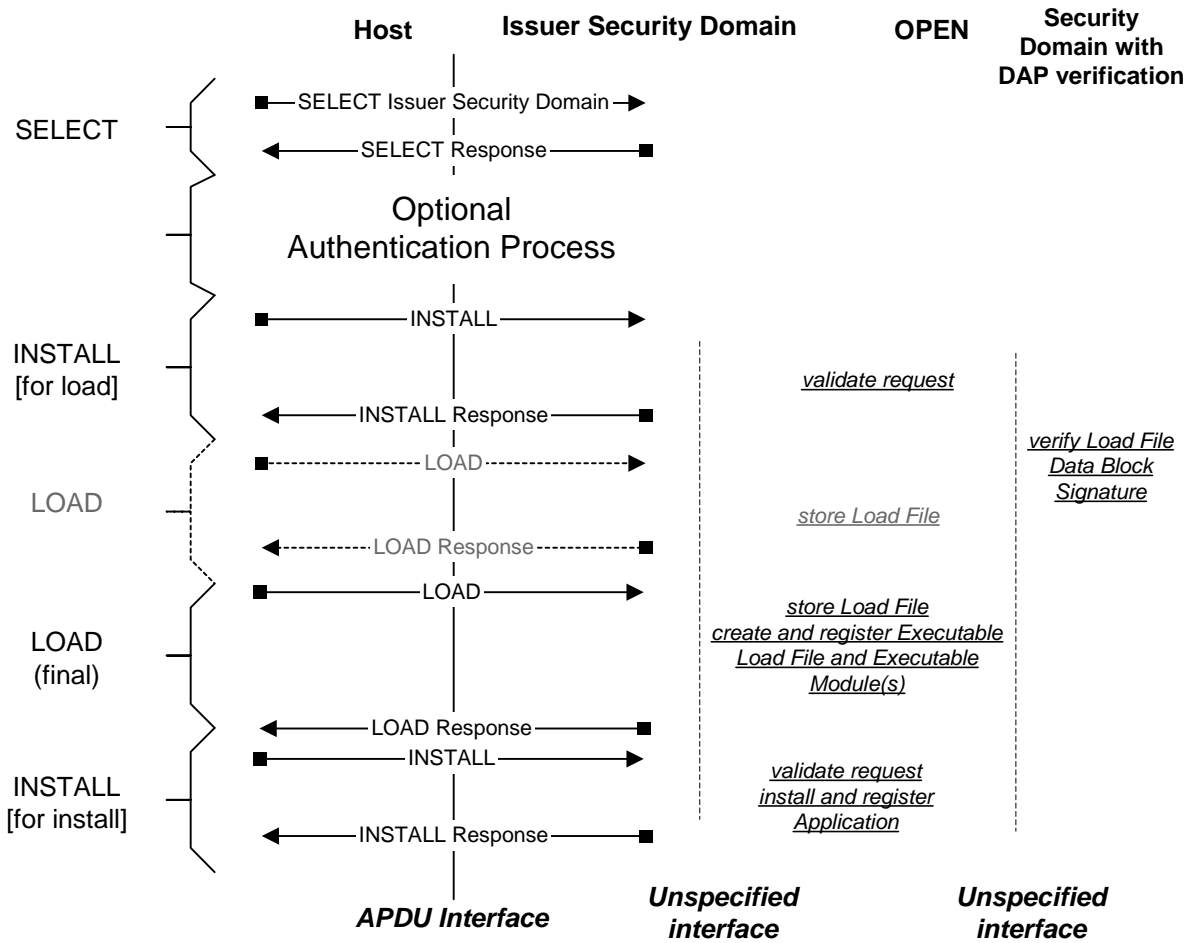 Host
Issuer Security Domain
OPEN
Security
Domain with
DAP verification
SELECT
SELECT Issuer Security Domain
SELECT Response
Optional
Authentication Process
INSTALL
[for load]
INSTALL
validate request
INSTALL Response
verify Load File
Data Block
Signature
LOAD
LOAD
store Load File
LOAD Response
LOAD
(final)
LOAD
store Load File
create and register Executable
Load File and Executable
Module(s)
LOAD Response
INSTALL
[for install]
INSTALL
validate request
install and register
Application
INSTALL Response
APDU Interface
Unspecified
interface
Unspecified
interface